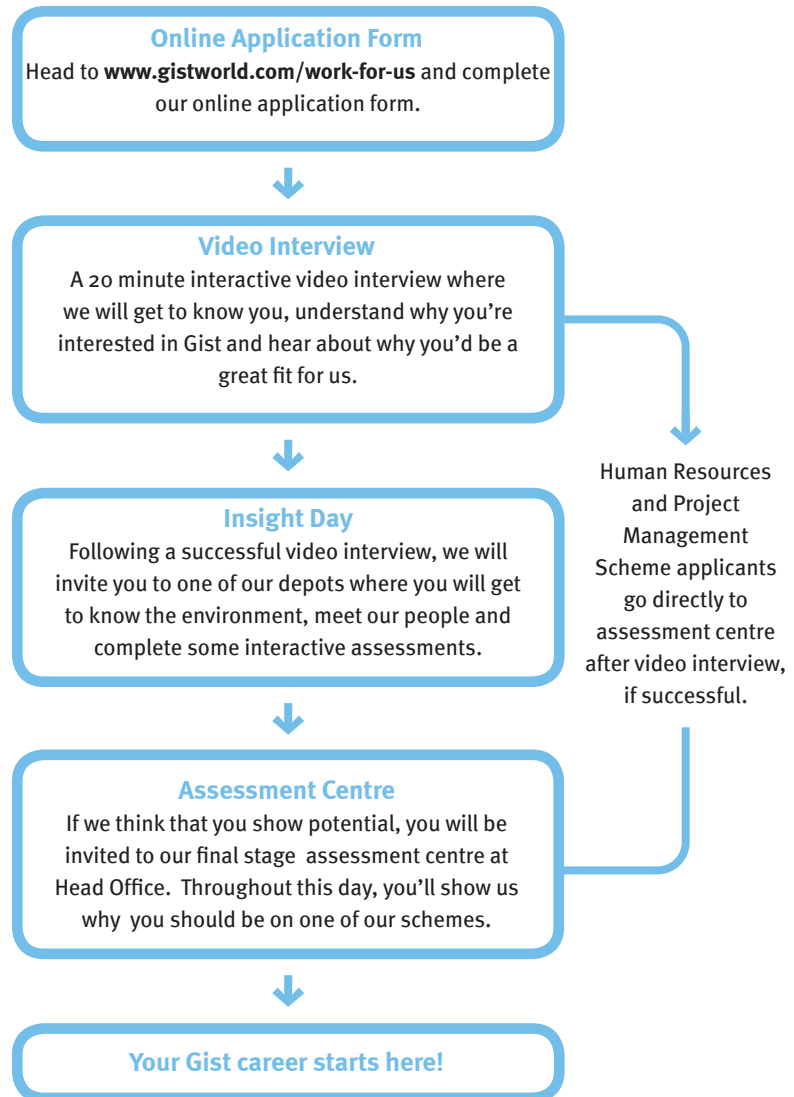 Online Application Form
Head to www.gistworld.com/work-for-us and complete
our online application form.
Video Interview
A 20 minute interactive video interview where
we will get to know you, understand why you’re
interested in Gist and hear about why you’d be a
great fit for us.
Human Resources
and Project
Management
Scheme applicants
go directly to
assessment centre
after video interview,
if successful.
Insight Day
Following a successful video interview, we will
invite you to one of our depots where you will get
to know the environment, meet our people and
complete some interactive assessments.
Assessment Centre
If we think that you show potential, you will be
invited to our final stage assessment centre at
Head Office. Throughout this day, you’ll show us
why you should be on one of our schemes.
Your Gist career starts here!